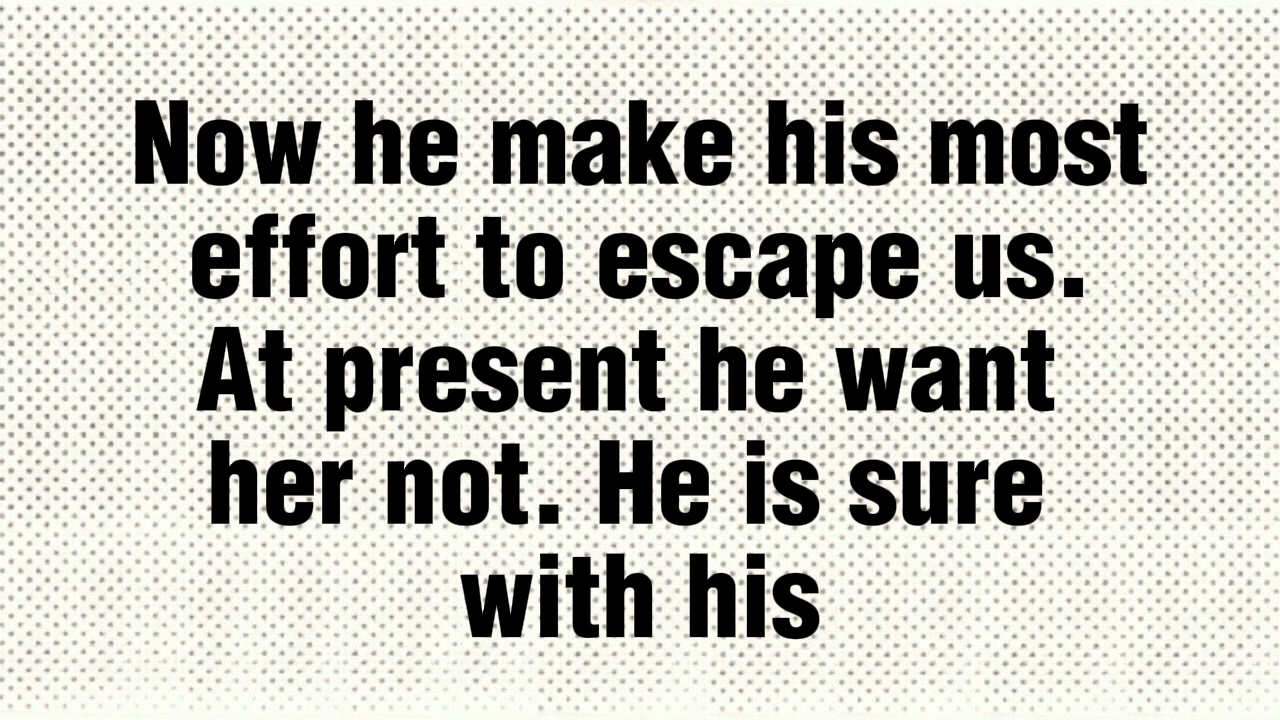 Now he make his most
effort to escape us.
At present he want
her not. He is sure
with his